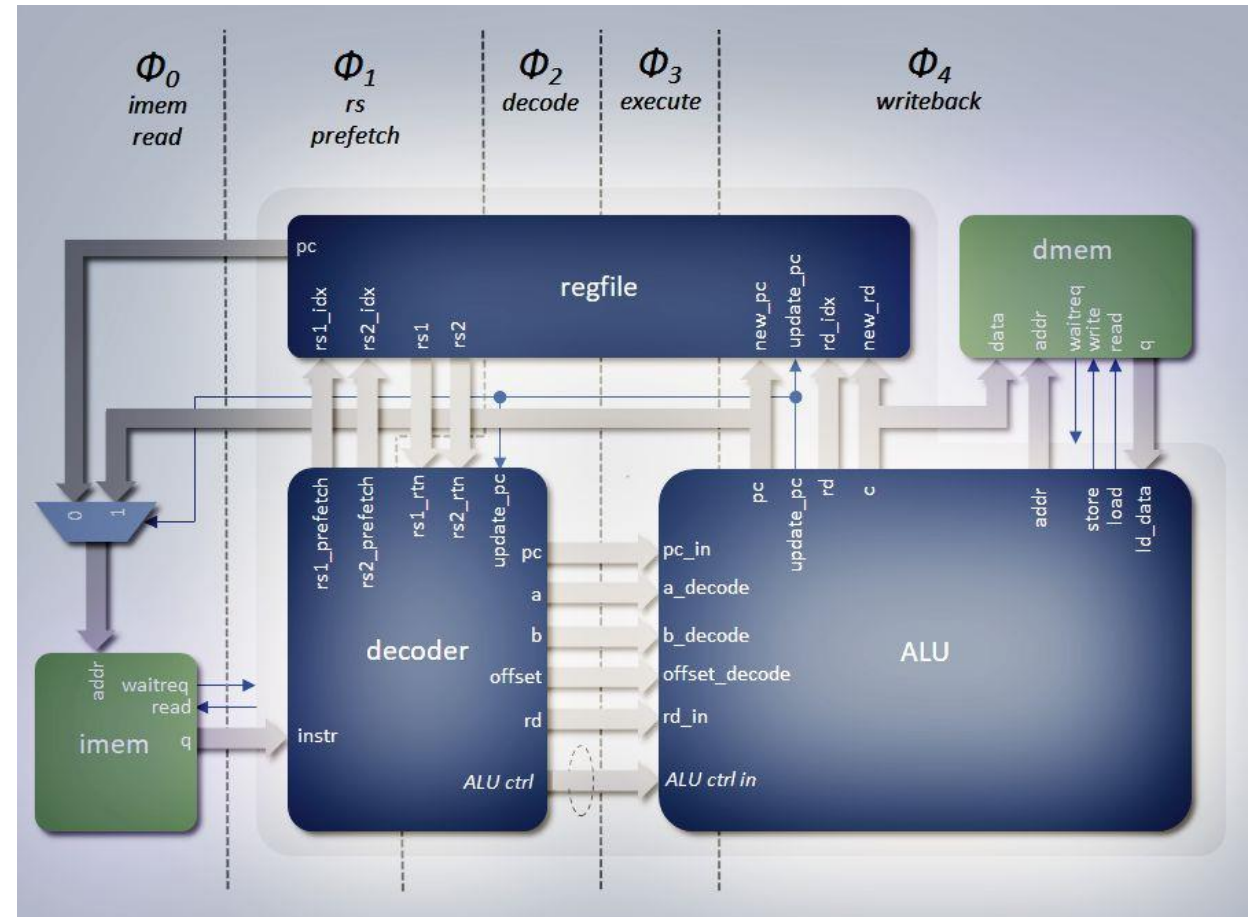 Φ0
imem
read
Φ1
rs
prefetch
Φ2
decode
Φ3
execute
Φ4
writeback
pc
regfile
rs1_idx
rs2_idx
rs1
rs2
new_pc
update_pc
rd_idx
new_rd
dmem
data
addr
waitreq
write
read
q
0
1
rs1_prefetch
rs2_prefetch
rs1_rtn
rs2_rtn
update_pc
pc
a
b
offset
rd
ALU ctrl
decoder
instr
pc
update_pc
rd
c
addr
store
load
ld_data
pc_in
a_decode
b_decode
offset_decode
rd_in
ALU ctrl in
ALU
addr
waitreq
read
q
imem